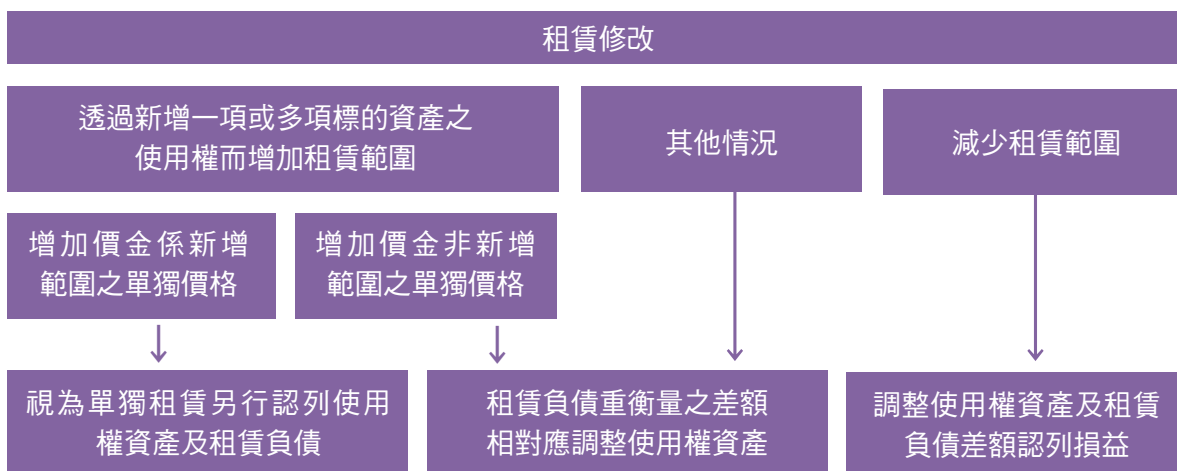 租賃修改
透過新增一項或多項標的資產之
使用權而增加租賃範圍
其他情況
減少租賃範圍
增加價金係新增
範圍之單獨價格
增加價金非新增
範圍之單獨價格
視為單獨租賃另行認列使用
權資產及租賃負債
租賃負債重衡量之差額
相對應調整使用權資產
調整使用權資產及租賃
負債差額認列損益